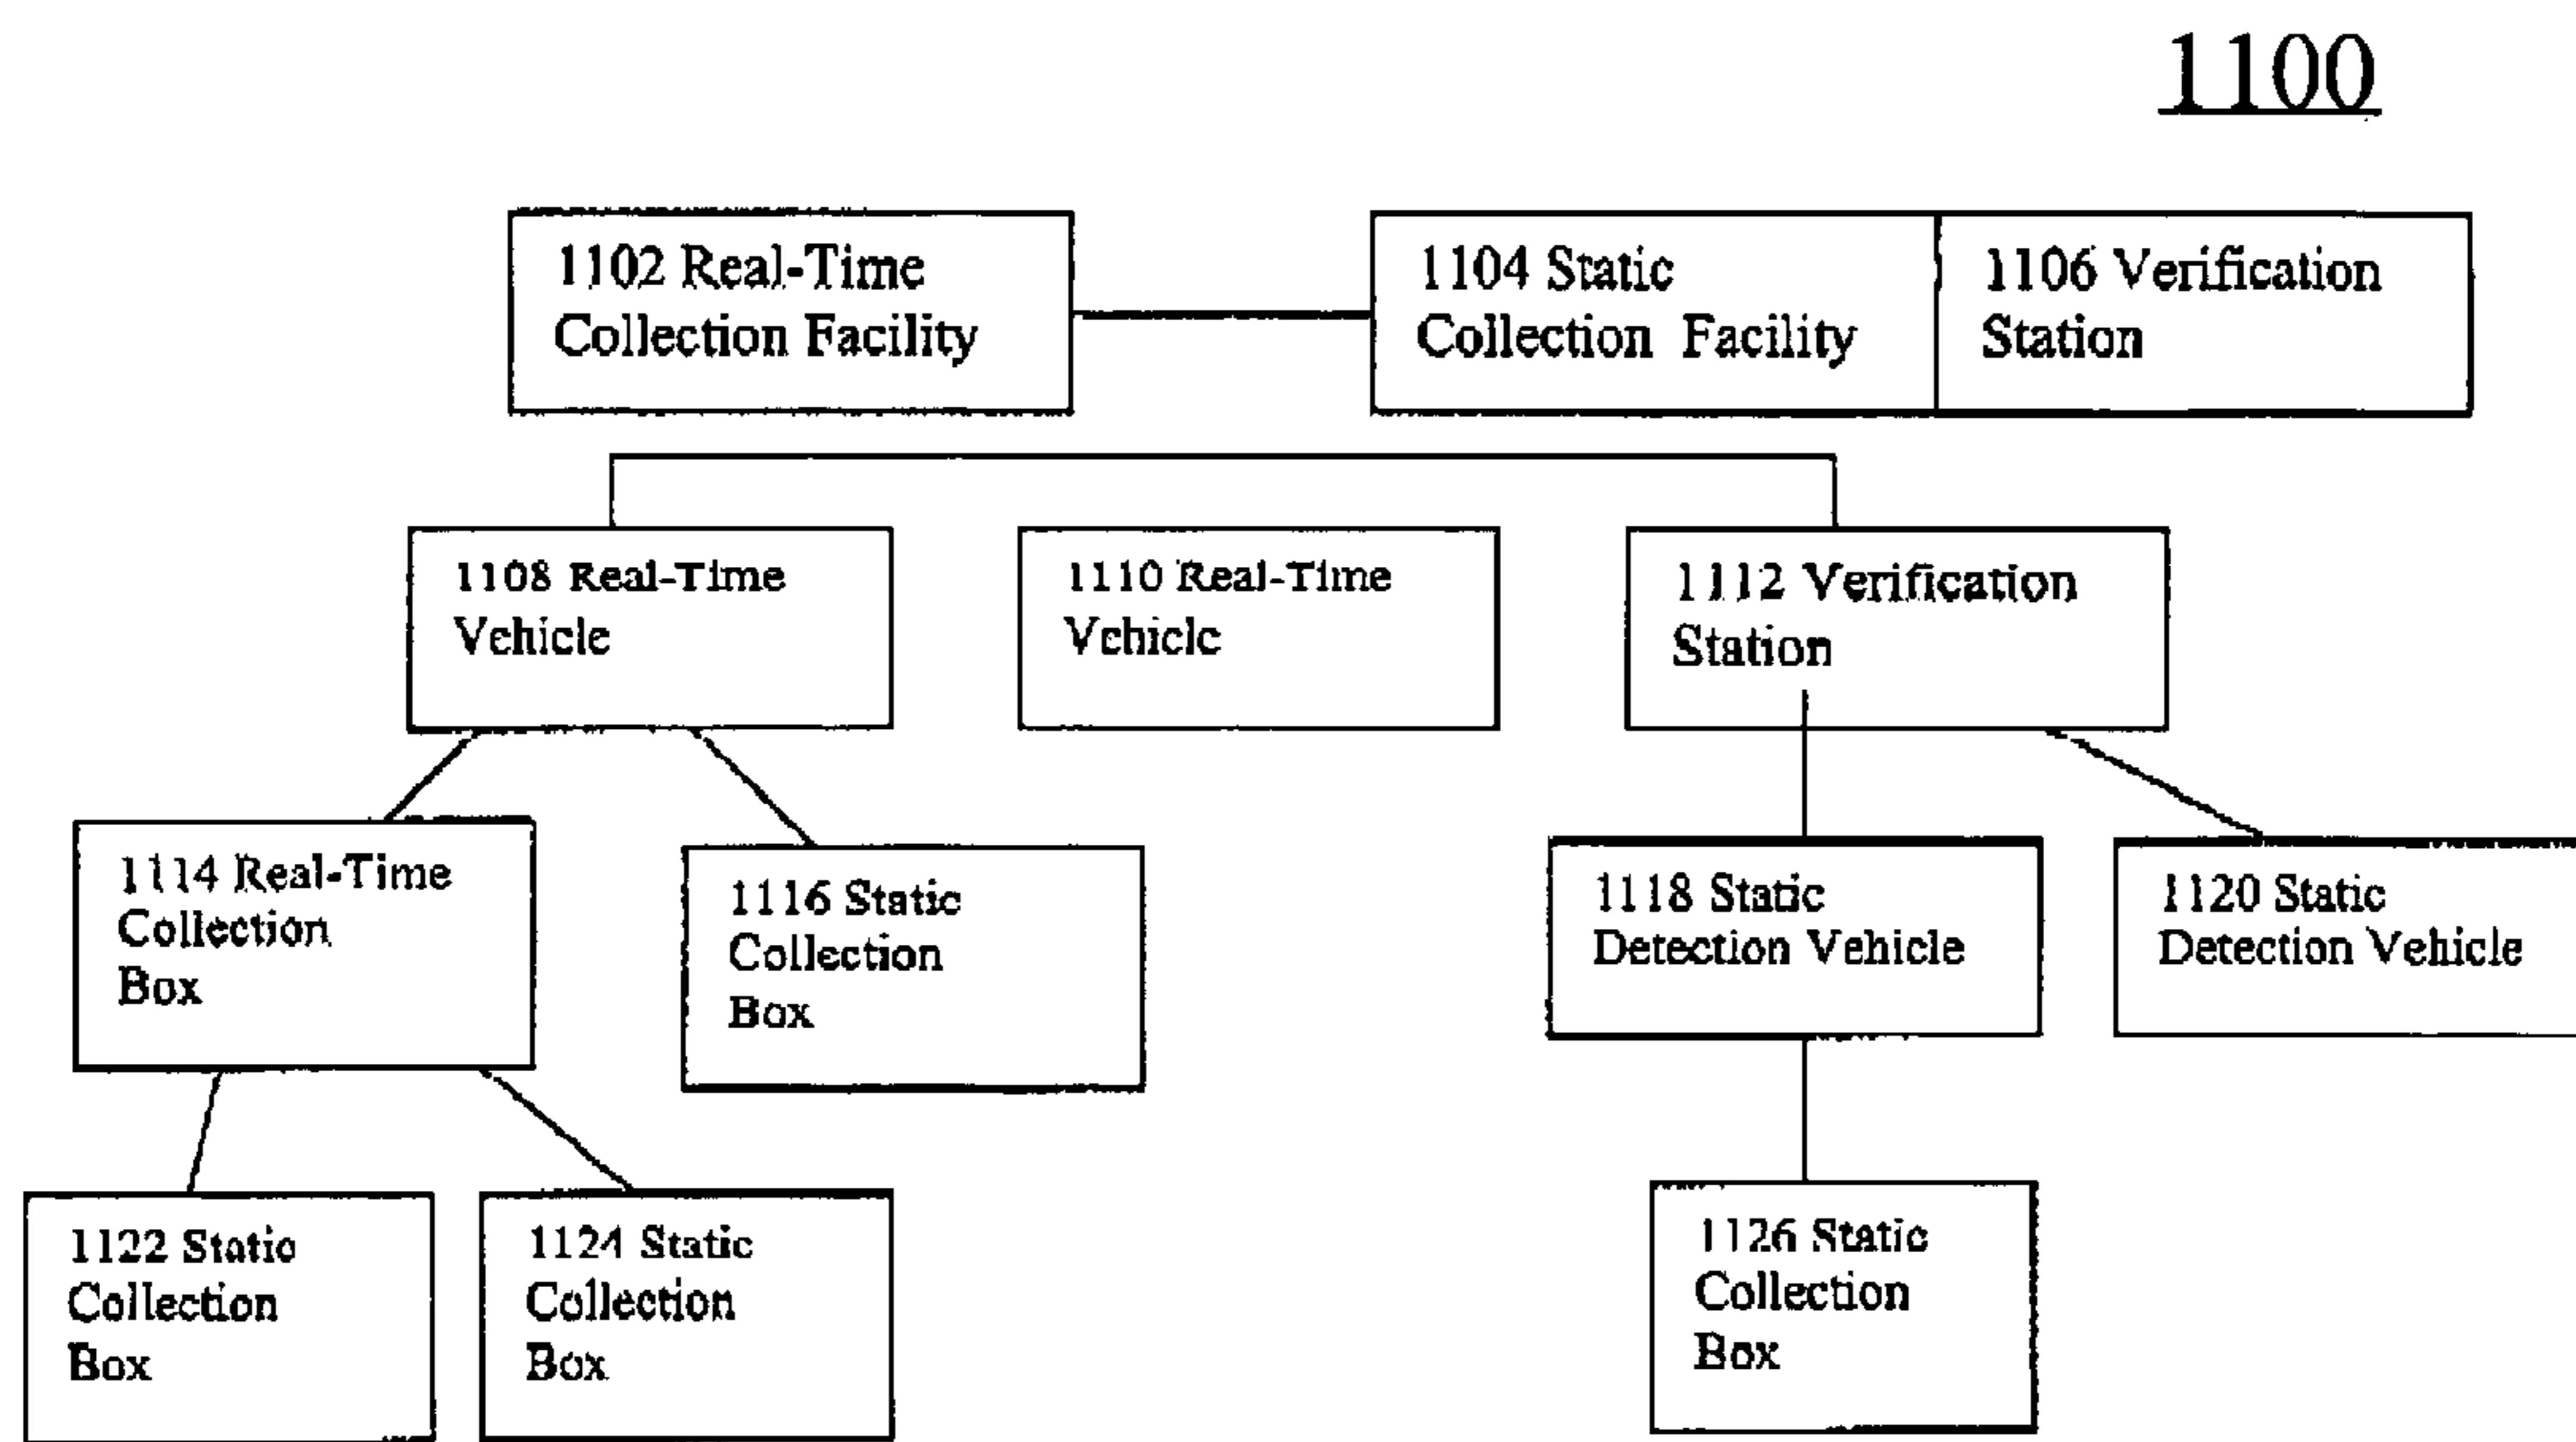 1100
1102 Real-Time
Collection Facility
1104 Static
Collection Facility
1106 Verification
Station
1108 Real-Time
Vehicle
1110 Real-Time
Vehicle
1112 Verification
Station
1114 Real-Time
Collection
Box
1116 Static
Collection
Box
1118 Static
Detection Vehicle
1120 Static
Detection Vehicle
1122 Static
Collection
Box
1124 Static
Collection
Box
1126 Static
Collection
Box